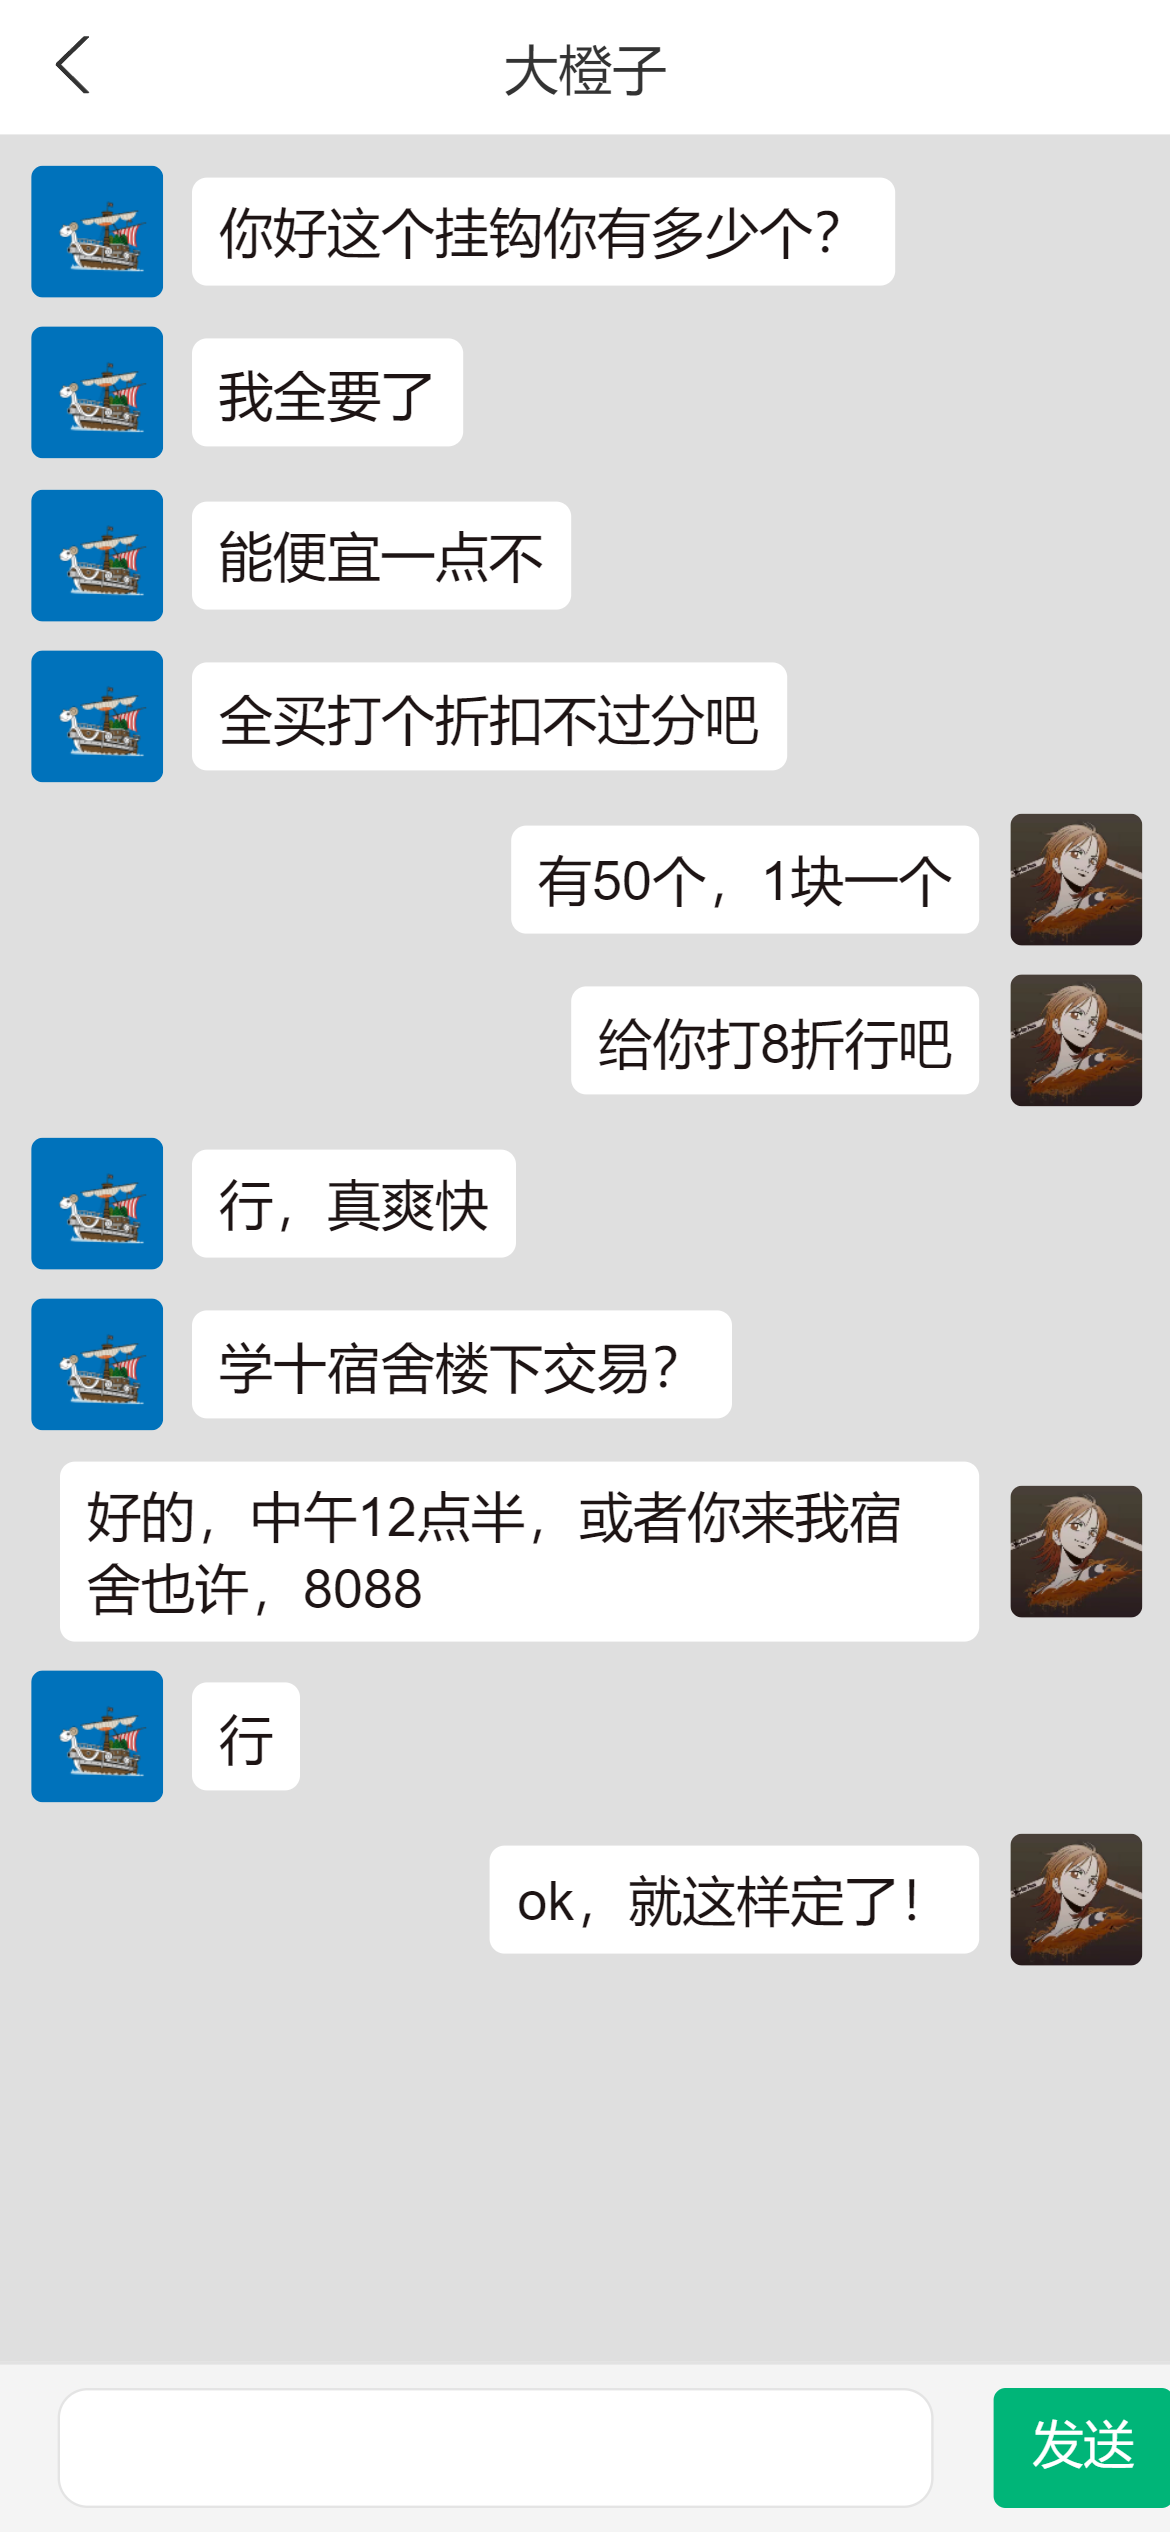 大橙子
你好这个挂钩你有多少个？
我全要了
能便宜一点不
全买打个折扣不过分吧
有50个，1块一个
给你打8折行吧
行，真爽快
学十宿舍楼下交易？
好的，中午12点半，或者你来我宿
舍也许，8088
行
ok，就这样定了！
发送